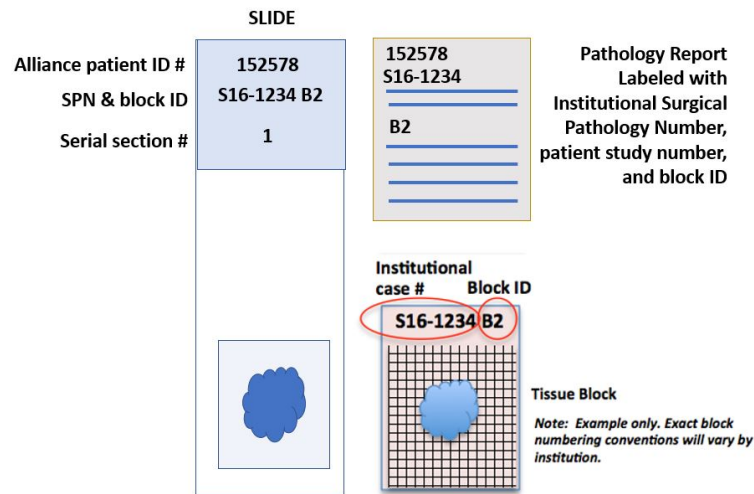 SLIDE
Alliance patient ID # 152578
SPN & block ID S16-1234 B2
Serial section # 1
152578
S16-1234
B2
Pathology Report
Labeled with
Institutional Surgical
Pathology Number,
patient study number,
and block ID
Institutional
case # Block ID
S16-1234 B2
Tissue Block
Note: Example only. Exact block
numbering conventions will vary by
institution.